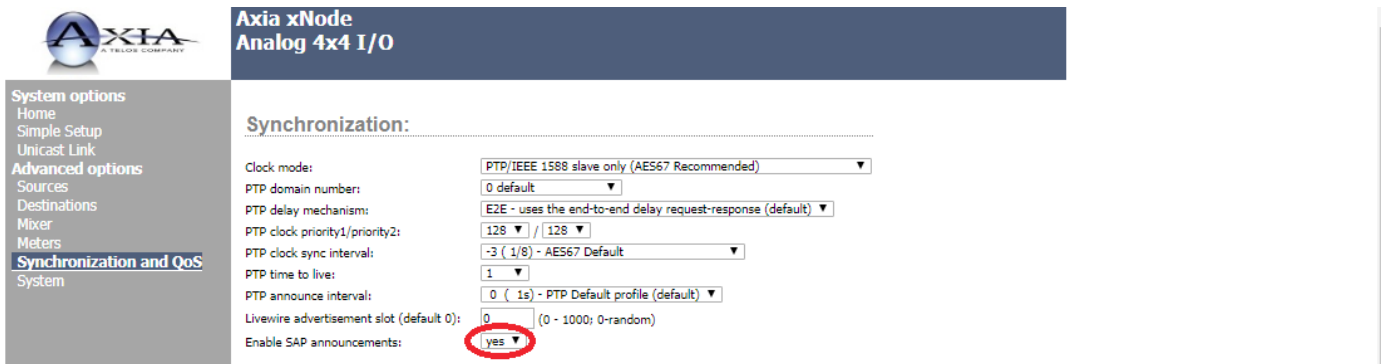 AXIA
A TELOS COMPANY
Axia xNode
Analog 4x4 I/O
System options
Home
Simple Setup
Unicast Link
Advanced options
Sources
Destinations
Mixer
Meters
Synchronization and QoS
System
Synchronization:
Clock mode: PTP/IEEE 1588 slave only (AES67 Recommended)
PTP domain number: 0 default
PTP delay mechanism: E2E - uses the end-to-end delay request-response (default)
PTP clock priority1/priority2: 128 / 128
PTP clock sync interval: -3 ( 1/8) - AES67 Default
PTP time to live: 1
PTP announce interval: 0 ( 1s) - PTP Default profile (default)
Livewire advertisement slot (default 0): 0 (0 - 1000; 0-random)
Enable SAP announcements: yes